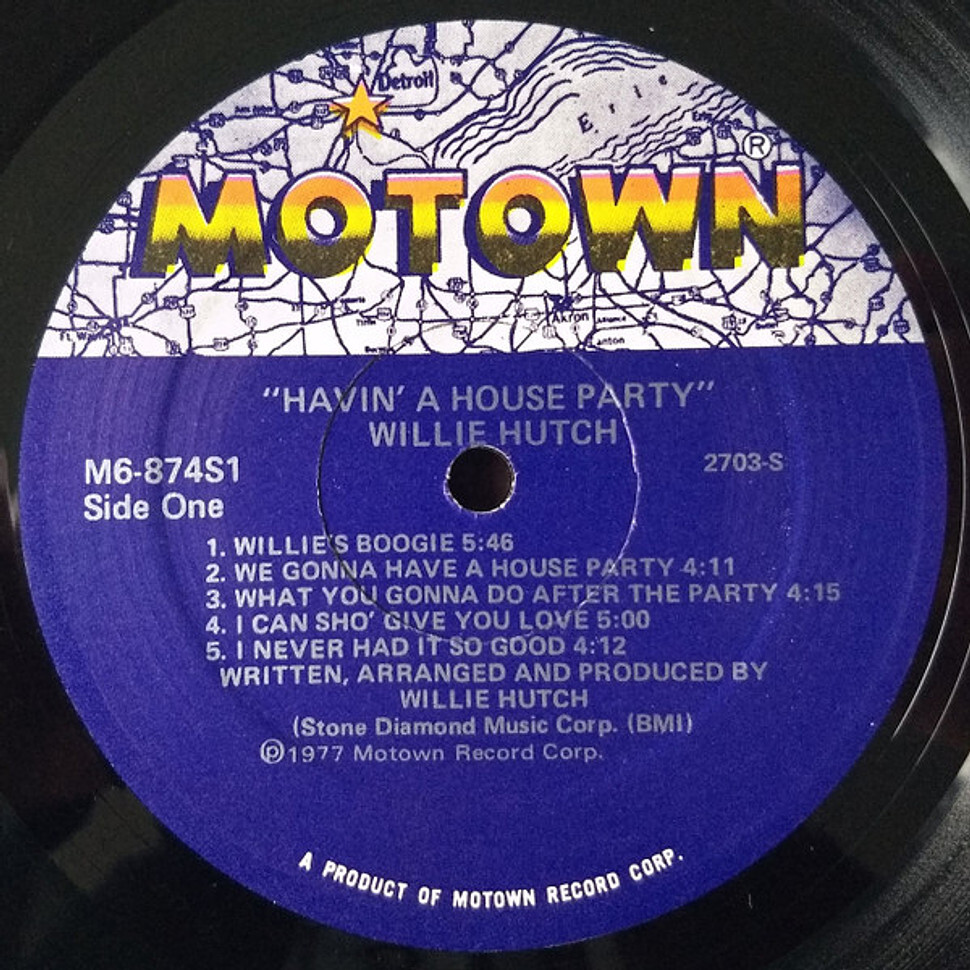 Detroit
Erie
MOTOWN®
Akron
"HAVIN' A HOUSE PARTY"
WILLIE HUTCH
M6-874S1
2703-S
Side One
1. WILLIE'S BOOGIE 5:46
2. WE GONNA HAVE A HOUSE PARTY 4:11
3. WHAT YOU GONNA DO AFTER THE PARTY 4:15
4. I CAN SHO' GIVE YOU LOVE 5:00
5. I NEVER HAD IT SO GOOD 4:12
WRITTEN, ARRANGED AND PRODUCED BY
WILLIE HUTCH
(Stone Diamond Music Corp. (BMI)
℗1977 Motown Record Corp.
A PRODUCT OF MOTOWN RECORD CORP.